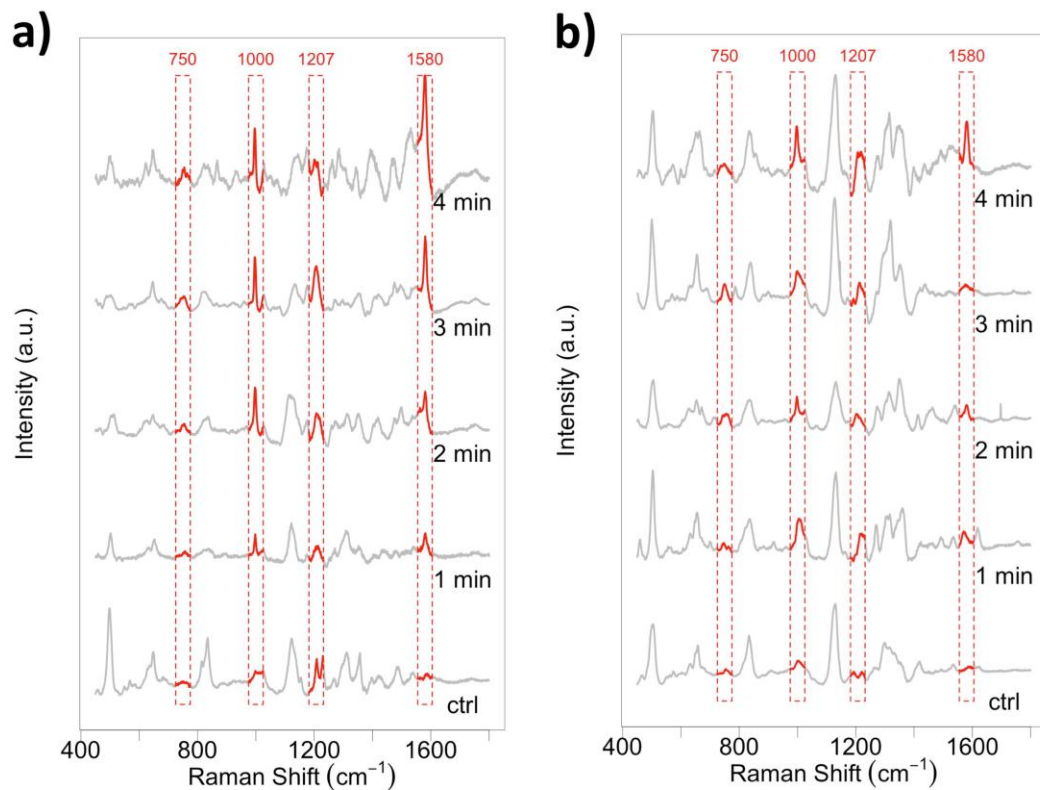 a)
750 1000 1207 1580
4 min
3 min
2 min
1 min
ctrl
Intensity (a.u.)
400 800 1200 1600
Raman Shift (cm⁻¹)
b)
750 1000 1207 1580
4 min
3 min
2 min
1 min
ctrl
Intensity (a.u.)
400 800 1200 1600
Raman Shift (cm⁻¹)